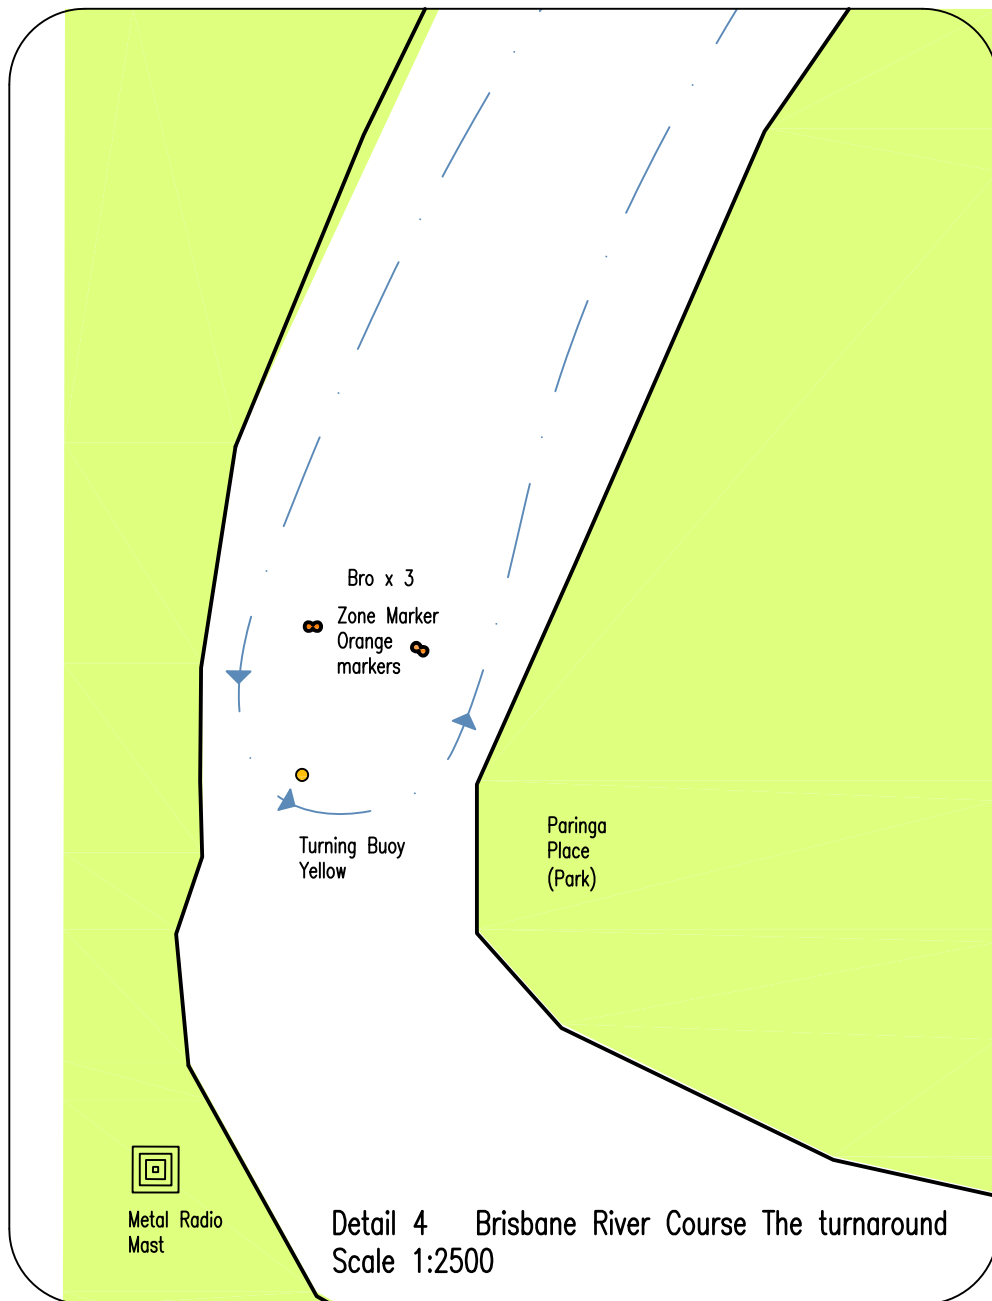 Bro x 3
Zone Marker
Orange
markers
Turning Buoy
Yellow
Paringa
Place
(Park)
Metal Radio
Mast
Detail 4 Brisbane River Course The turnaround
Scale 1:2500